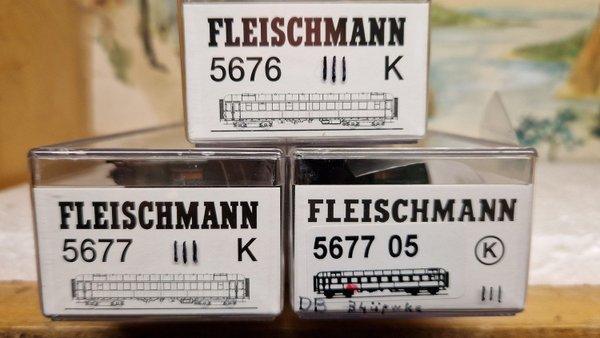 FLEISCHMANN
5676 III K
FLEISCHMANN
5677 III K
FLEISCHMANN
5677 05 K
III
DB